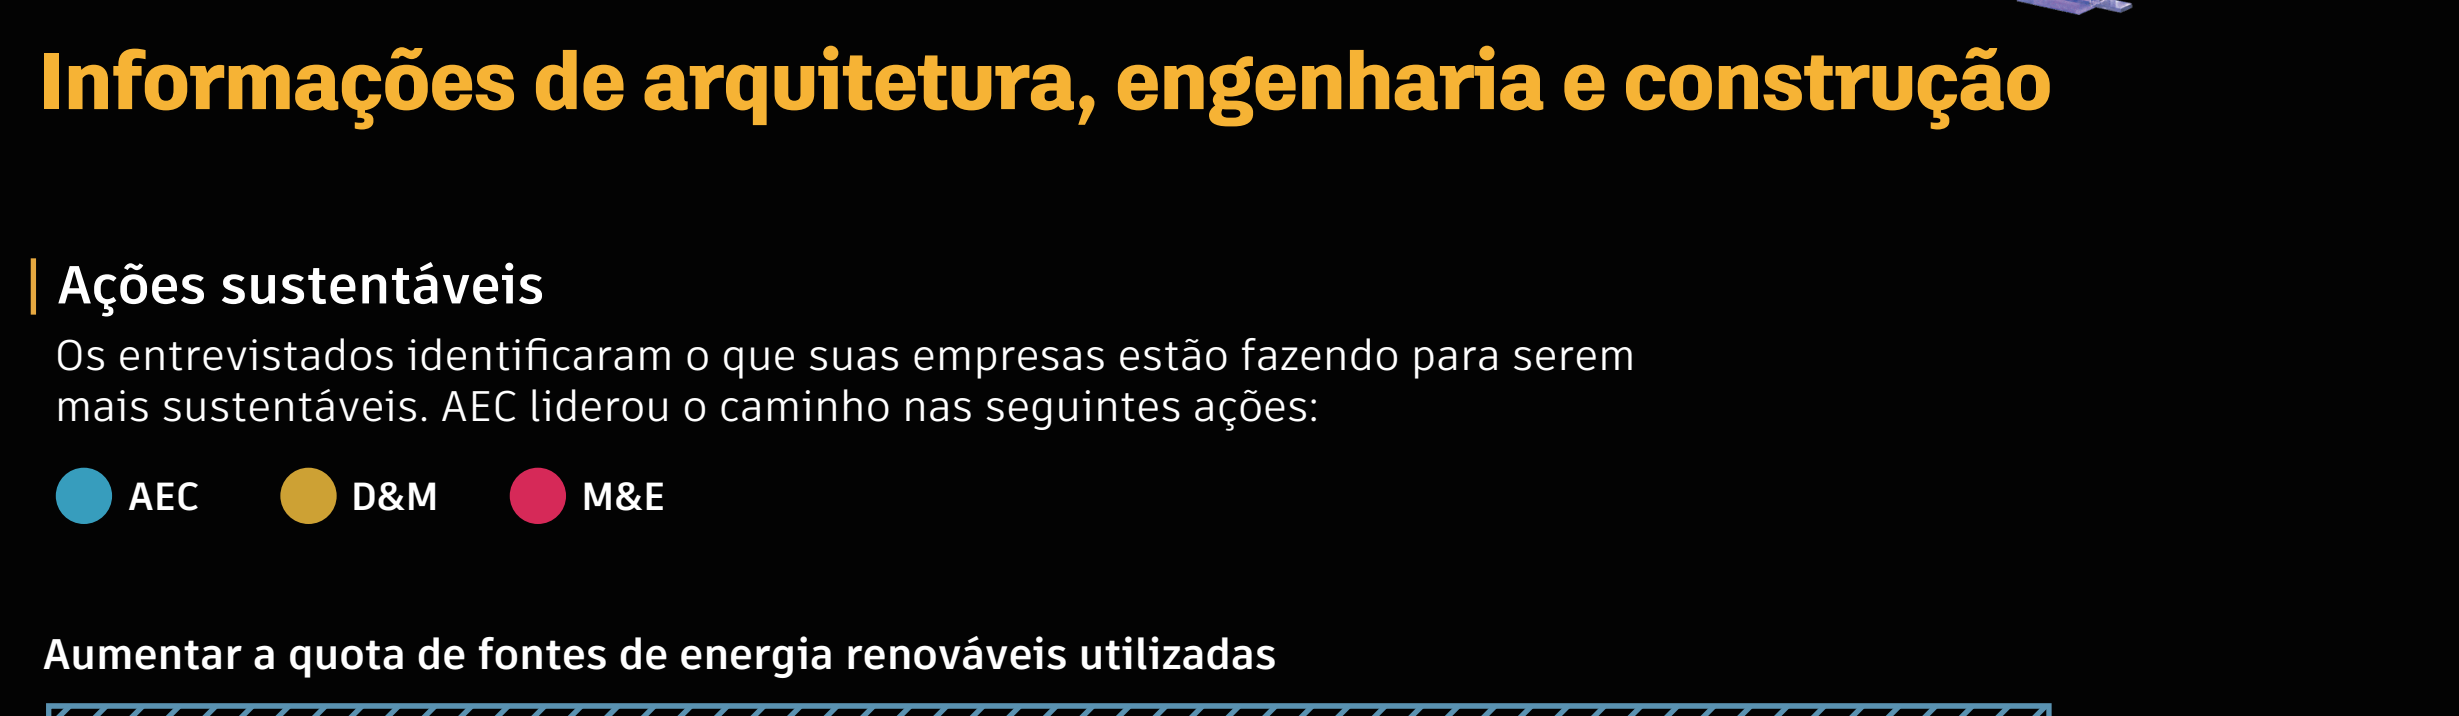 Informações de arquitetura, engenharia e construção
Ações sustentáveis
Os entrevistados identificaram o que suas empresas estão fazendo para serem
mais sustentáveis. AEC liderou o caminho nas seguintes ações:
AEC D&M M&E
Aumentar a quota de fontes de energia renováveis utilizadas